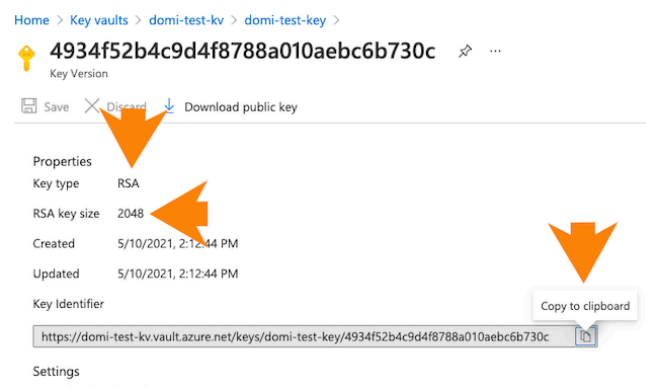 Home > Key vaults > domi-test-kv > domi-test-key >
4934f52b4c9d4f8788a010aebc6b730c ...
Key Version
Save Discard Download public key
Properties
Key type RSA
RSA key size 2048
Created 5/10/2021, 2:12:44 PM
Updated 5/10/2021, 2:12:44 PM
Key Identifier
Copy to clipboard
https://domi-test-kv.vault.azure.net/keys/domi-test-key/4934f52b4c9d4f8788a010aebc6b730c
Settings